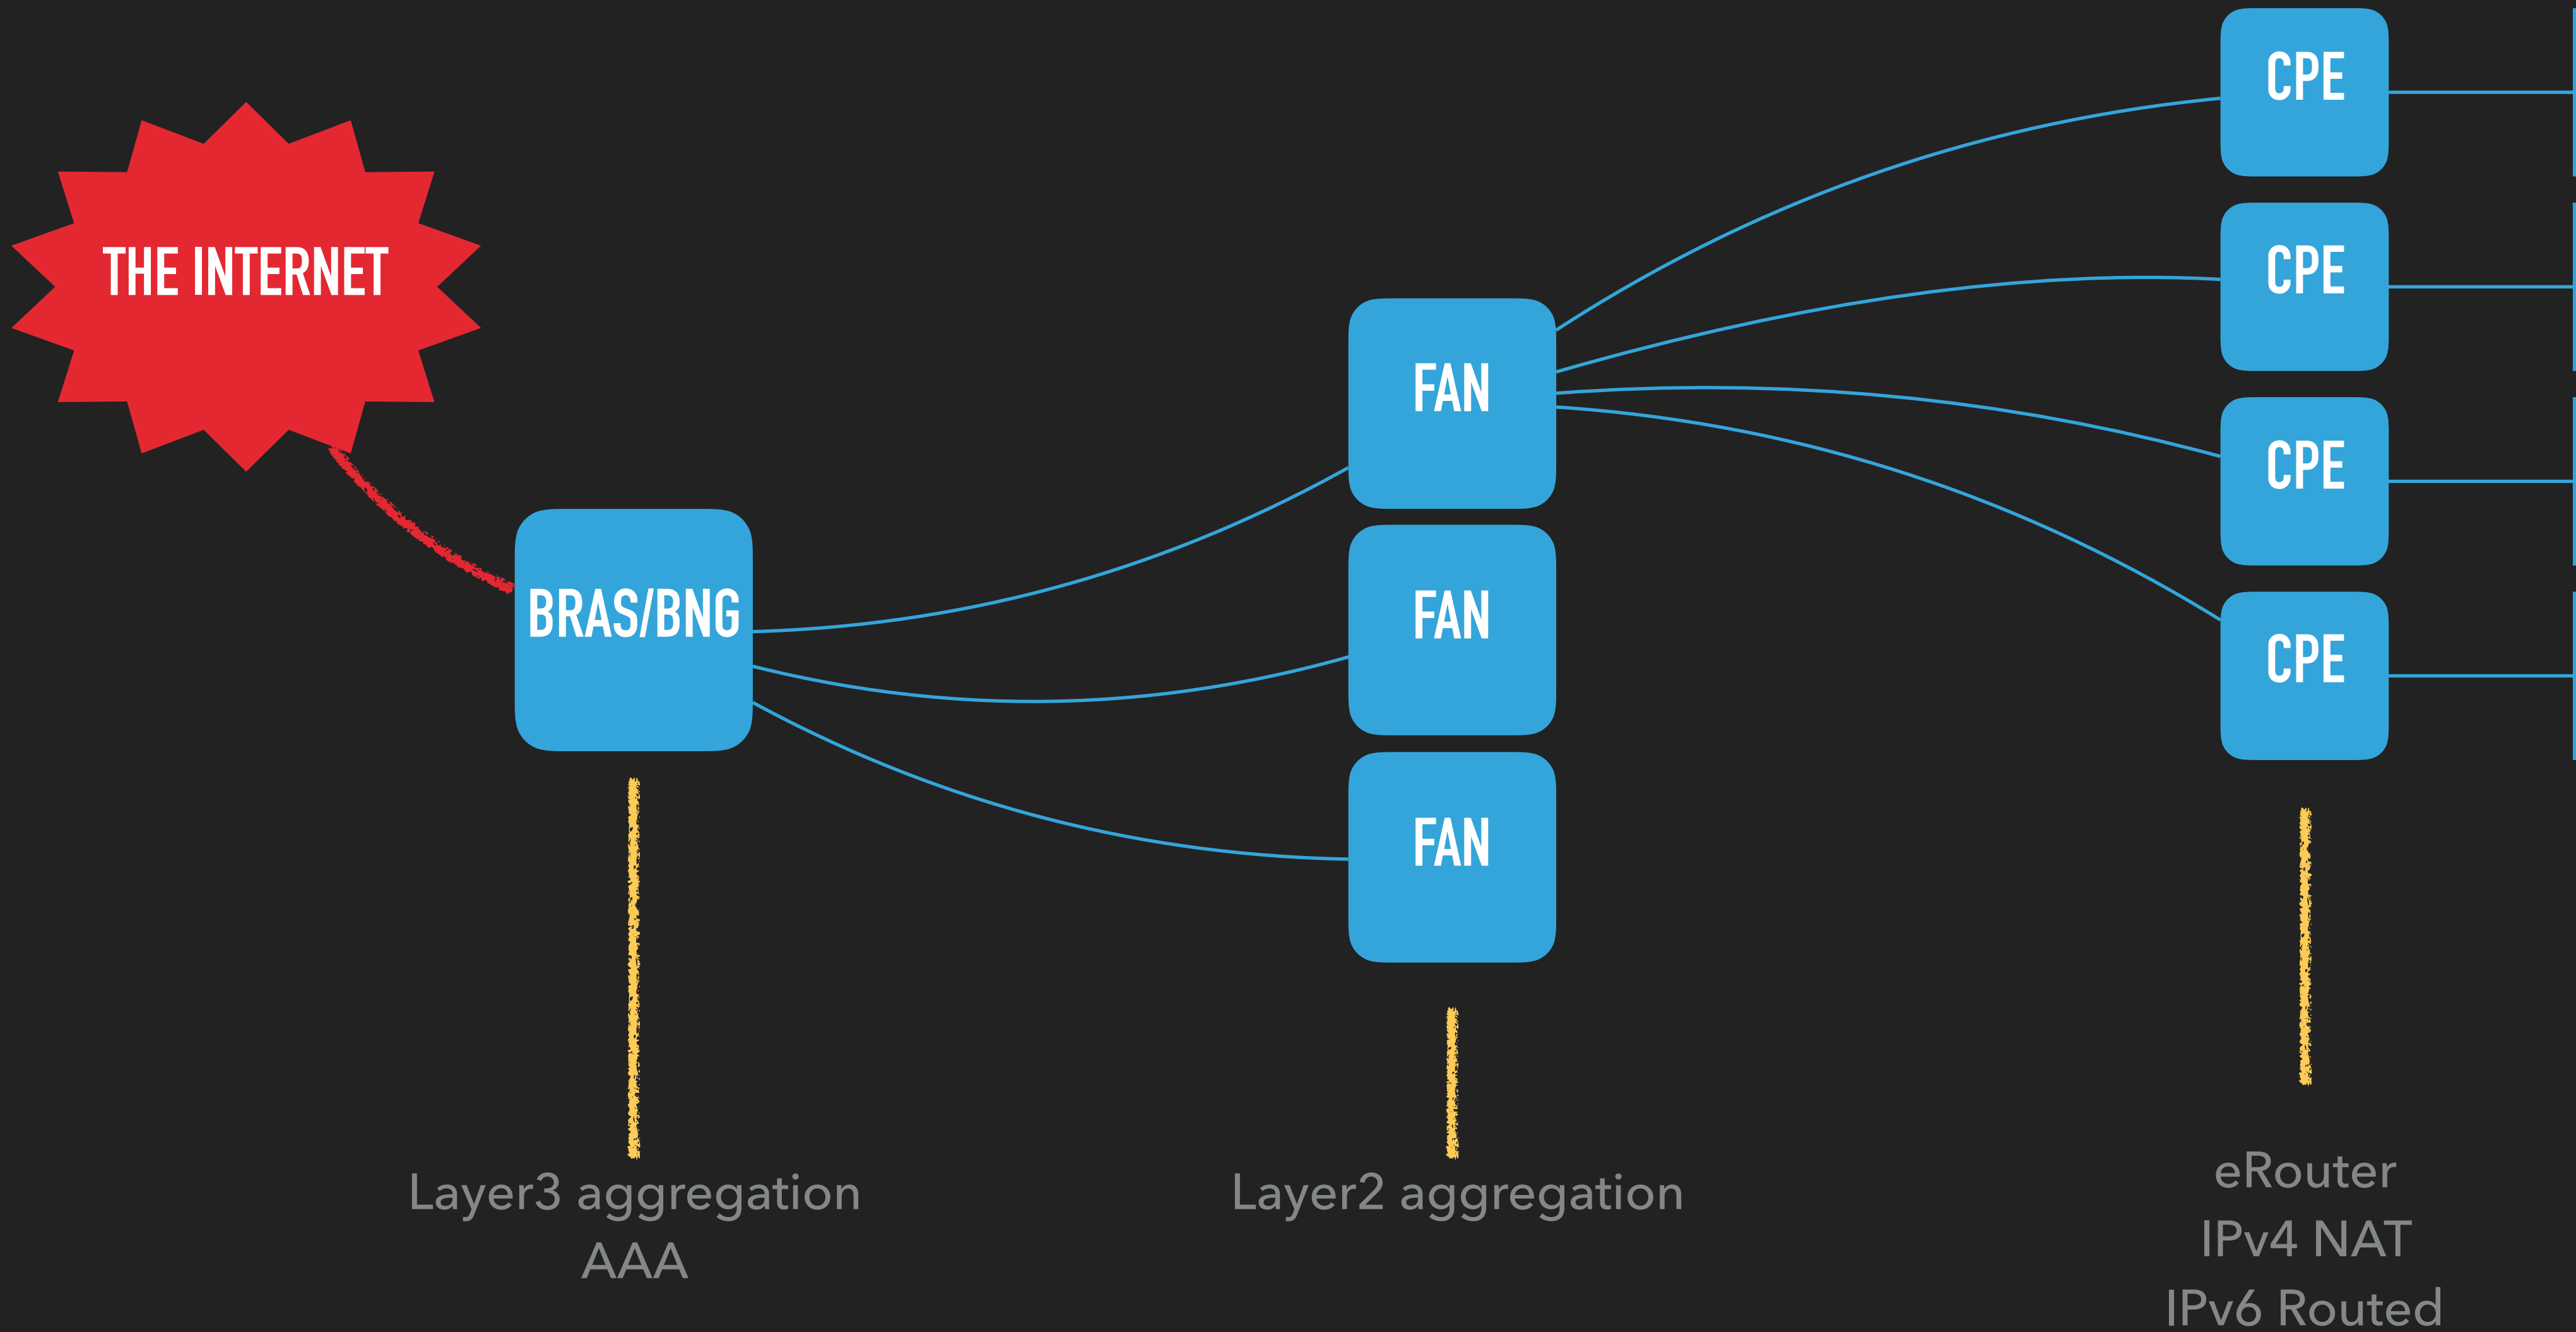 THE INTERNET
BRAS/BNG
FAN
FAN
FAN
CPE
CPE
CPE
CPE
Layer3 aggregation
AAA
Layer2 aggregation
eRouter
IPv4 NAT
IPv6 Routed